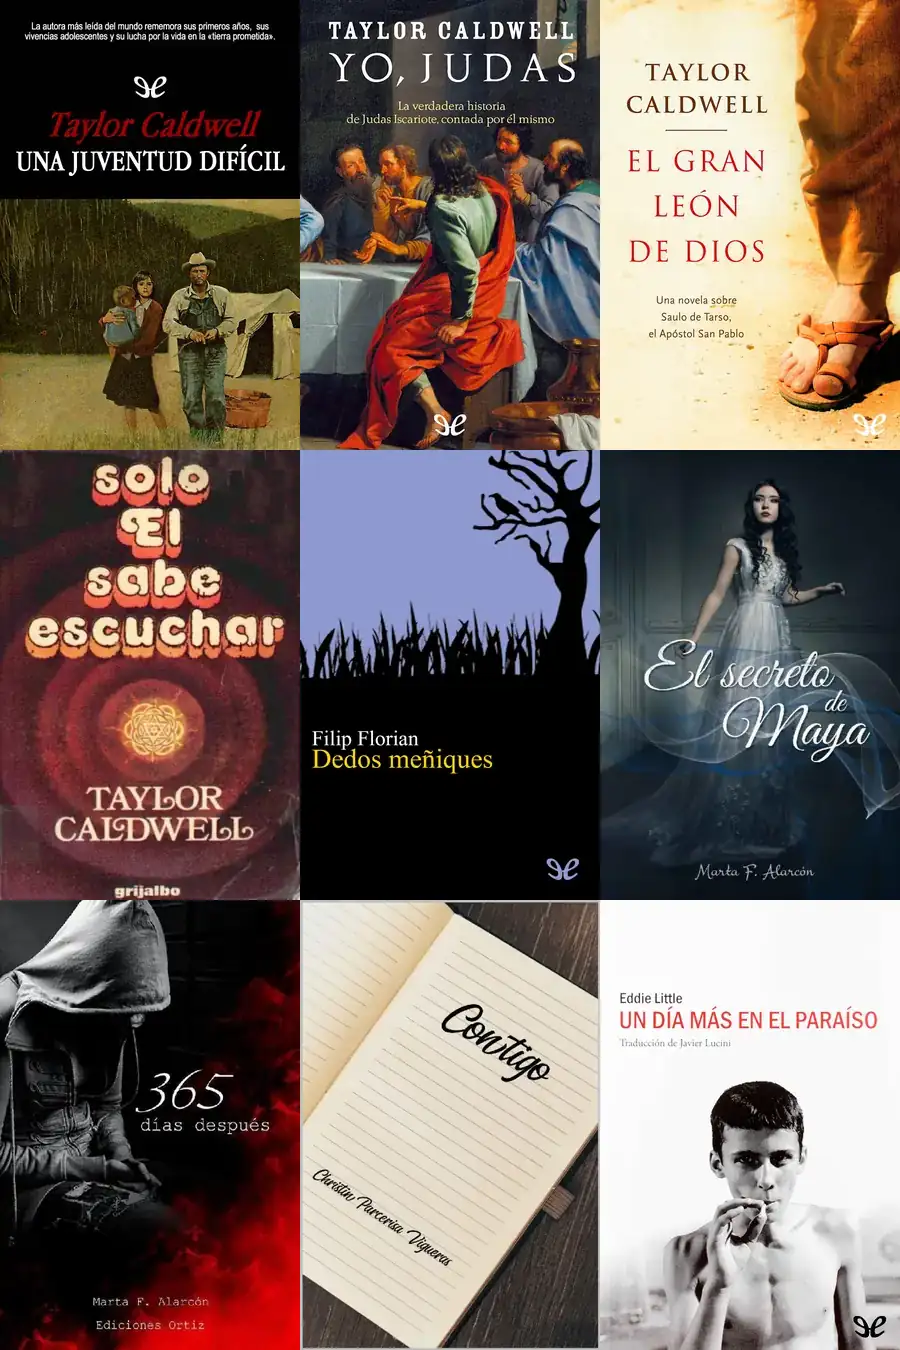 La autora más leída del mundo rememora sus primeros años, sus
vivencias adolescentes y su lucha por la vida en la «tierra prometida».
Taylor Caldwell
UNA JUVENTUD DIFÍCIL
TAYLOR CALDWELL
YO, JUDAS
La verdadera historia
de Judas Iscariote, contada por él mismo
TAYLOR
CALDWELL
EL GRAN
LEÓN
DE DIOS
Una novela sobre
Saulo de Tarso,
el Apóstol San Pablo
solo
El
sabe
escuchar
TAYLOR
CALDWELL
grijalbo
Filip Florian
Dedos meñiques
El secreto
de
Maya
Marta F. Alarcón
365
días después
Marta F. Alarcón
Ediciones Ortiz
Contigo
Christin Parcerisa Vigueras
Eddie Little
UN DÍA MÁS EN EL PARAÍSO
Traducción de Javier Lucini